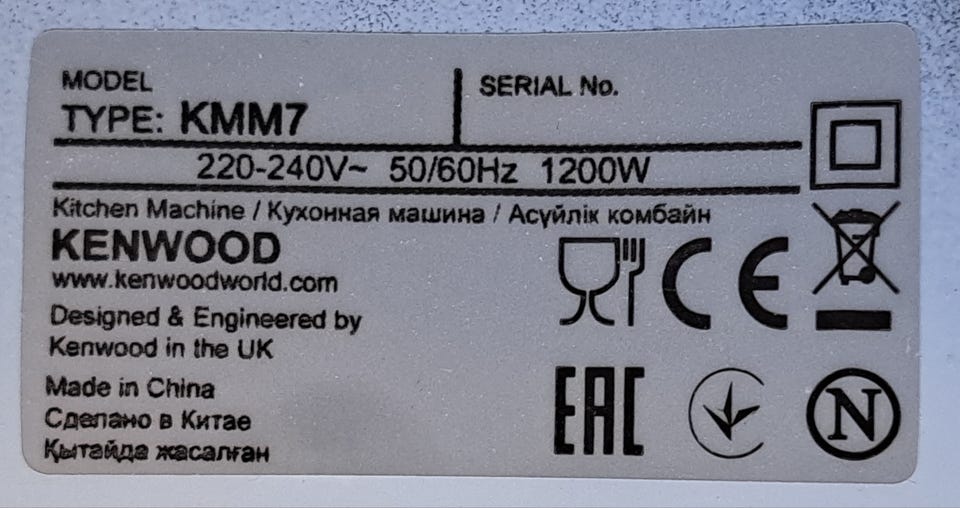 MODEL
TYPE: KMM7
SERIAL No.
220-240V~ 50/60Hz 1200W
Kitchen Machine / Кухонная машина / Асүйлік комбайн
KENWOOD
www.kenwoodworld.com
Designed & Engineered by
Kenwood in the UK
Made in China
Сделано в Китае
Қытайда жасалған
CE
EAC
N